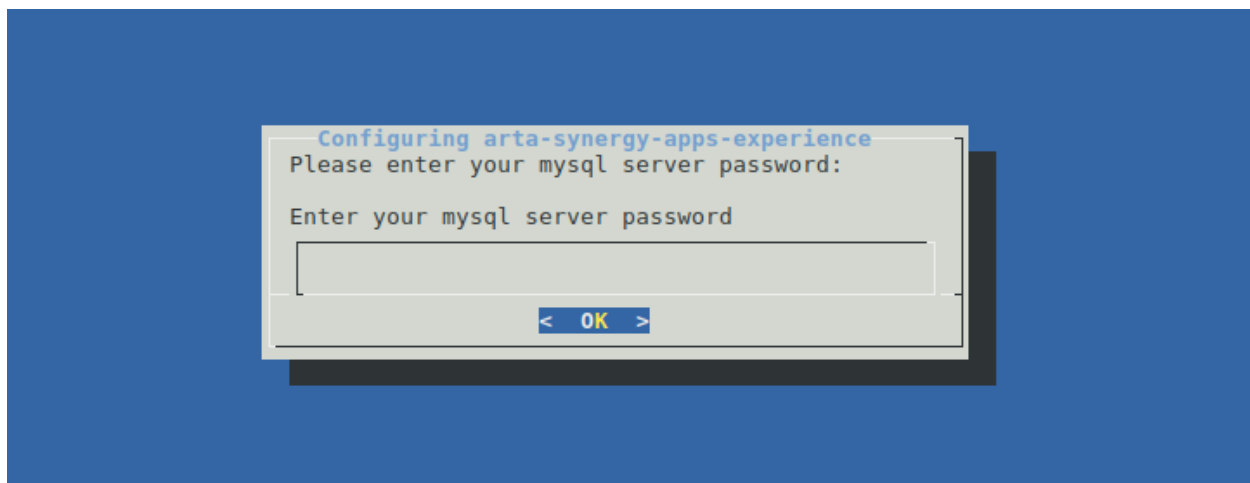 Configuring arta-synergy-apps-experience
Please enter your mysql server password:
Enter your mysql server password
< OK >